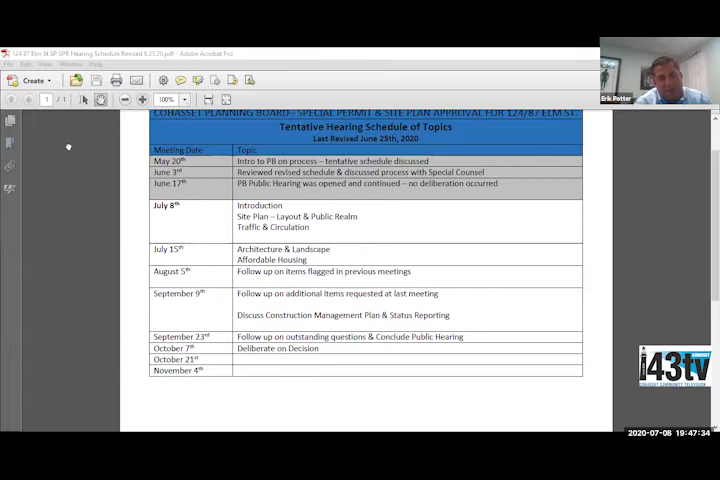 124 87 Elm St SP SPR Hearing Schedule Revised 6.25.20.pdf - Adobe Acrobat Pro
File Edit View Window Help
Create
1 / 1
100%
Erik Potter
COHASSET PLANNING BOARD – SPECIAL PERMIT & SITE PLAN APPROVAL FOR 124/87 ELM ST.
Tentative Hearing Schedule of Topics
Last Revised June 25th, 2020
Meeting Date Topic
May 20th Intro to PB on process – tentative schedule discussed
June 3rd Reviewed revised schedule & discussed process with Special Counsel
June 17th PB Public Hearing was opened and continued – no deliberation occurred
July 8th Introduction
Site Plan – Layout & Public Realm
Traffic & Circulation
July 15th Architecture & Landscape
Affordable Housing
August 5th Follow up on items flagged in previous meetings
September 9th Follow up on additional items requested at last meeting
Discuss Construction Management Plan & Status Reporting
September 23rd Follow up on outstanding questions & Conclude Public Hearing
October 7th Deliberate on Decision
October 21st
November 4th
COHASSET
143tv
COHASSET COMMUNITY TELEVISION
2020-07-08 19:47:34